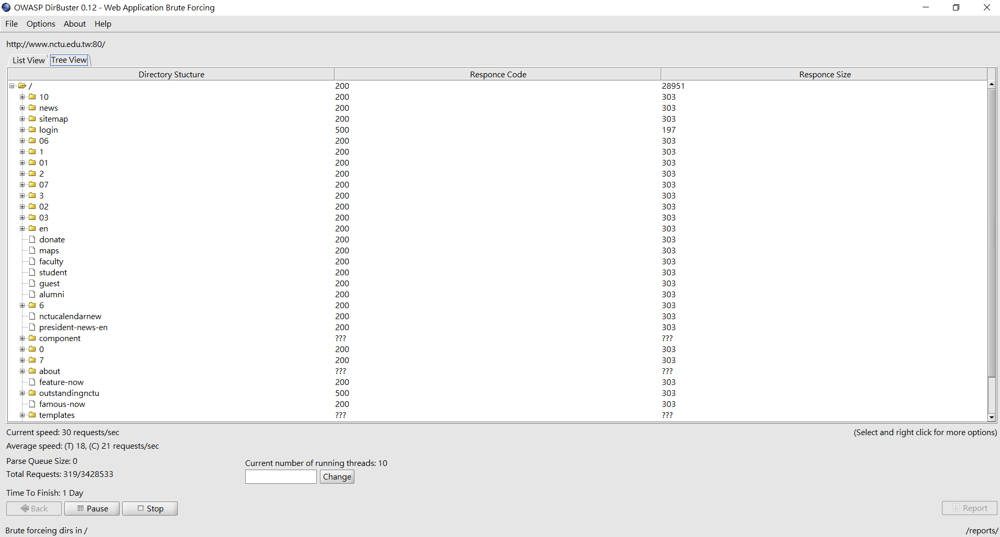 OWASP DirBuster 0.12 - Web Application Brute Forcing
File Options About Help
http://www.nctu.edu.tw:80/
List View Tree View
Directory Stucture Responce Code Responce Size
/ 200 28951
10 200 303
news 200 303
sitemap 200 303
login 500 197
06 200 303
1 200 303
01 200 303
2 200 303
07 200 303
3 200 303
02 200 303
03 200 303
en 200 303
donate 200 303
maps 200 303
faculty 200 303
student 200 303
guest 200 303
alumni 200 303
6 200 303
nctucalendarnew 200 303
president-news-en 200 303
component ??? ???
0 200 303
7 200 303
about ??? ???
feature-now 200 303
outstandingnctu 500 303
famous-now 200 303
templates ??? ???
Current speed: 30 requests/sec (Select and right click for more options)
Average speed: (T) 18, (C) 21 requests/sec
Parse Queue Size: 0
Current number of running threads: 10
Total Requests: 319/3428533
Change
Time To Finish: 1 Day
Back Pause Stop Report
Brute forceing dirs in / /reports/